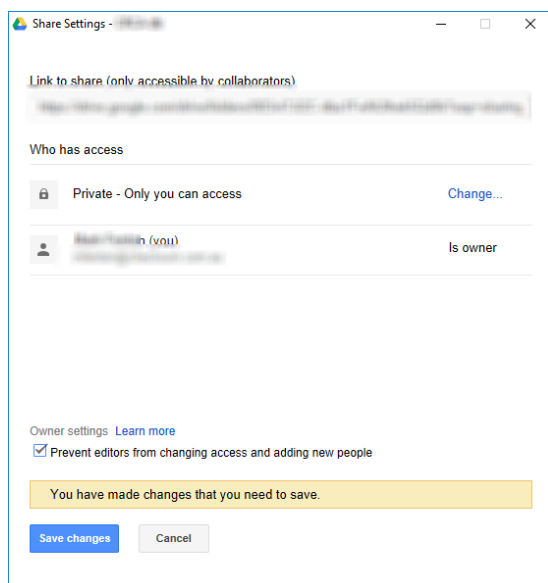 Share Settings -
Link to share (only accessible by collaborators)
Who has access
Private - Only you can access
Change...
(you)
Is owner
Owner settings Learn more
Prevent editors from changing access and adding new people
You have made changes that you need to save.
Save changes
Cancel